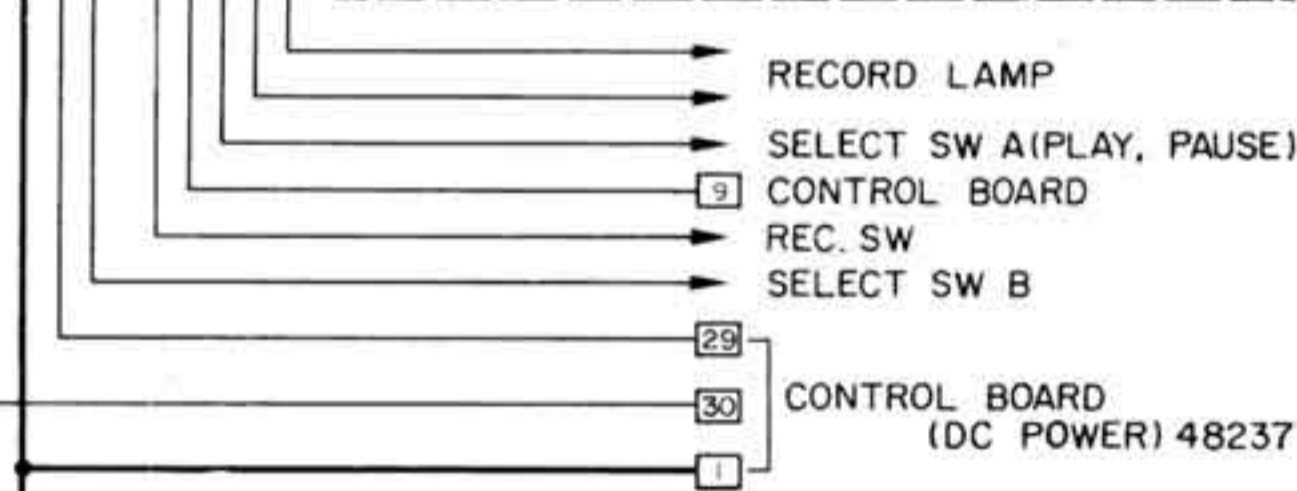 RECORD LAMP
SELECT SW A(PLAY, PAUSE)
9 CONTROL BOARD
REC. SW
SELECT SW B
29
30 CONTROL BOARD
(DC POWER) 48237
1